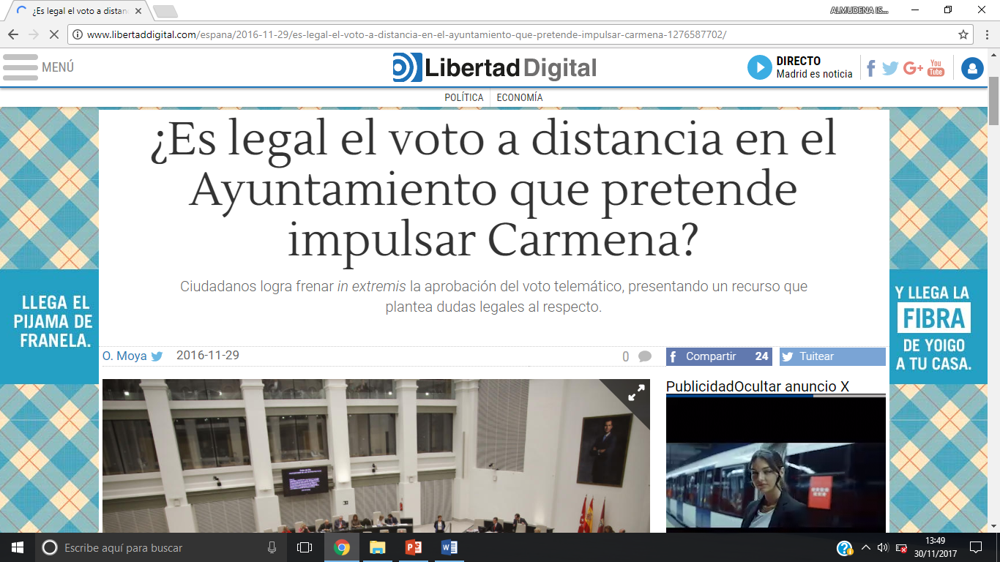 ¿Es legal el voto a distan
ALMUDENA IS...
www.libertaddigital.com/espana/2016-11-29/es-legal-el-voto-a-distancia-en-el-ayuntamiento-que-pretende-impulsar-carmena-1276587702/
MENÚ
Libertad Digital
DIRECTO
Madrid es noticia
You
Tube
POLÍTICA ECONOMÍA
¿Es legal el voto a distancia en el
Ayuntamiento que pretende
impulsar Carmena?
Ciudadanos logra frenar in extremis la aprobación del voto telemático, presentando un recurso que
plantea dudas legales al respecto.
LLEGA EL
PIJAMA DE
FRANELA.
Y LLEGA LA
FIBRA
DE YOIGO
A TU CASA.
O. Moya 2016-11-29 0
Compartir 24 Tuitear
PublicidadOcultar anuncio X
Escribe aquí para buscar
13:49
30/11/2017